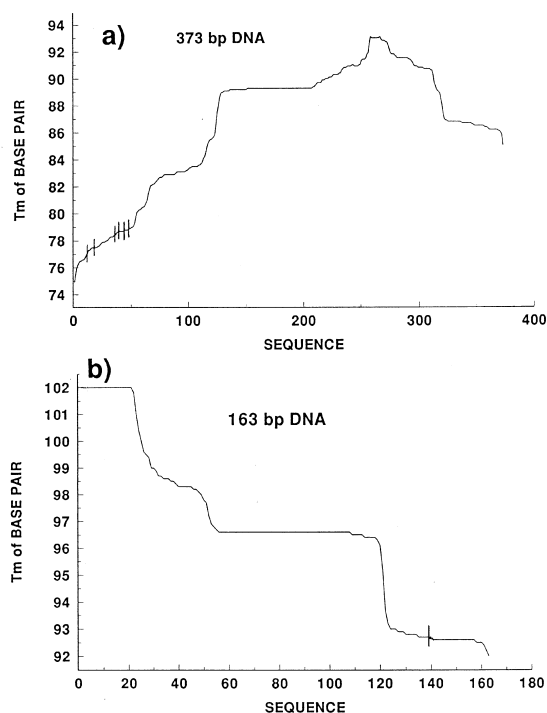 a)
373 bp DNA
Tm of BASE PAIR
94
92
90
88
86
84
82
80
78
76
74
0 100 200 300 400
SEQUENCE
b)
163 bp DNA
Tm of BASE PAIR
102
101
100
99
98
97
96
95
94
93
92
0 20 40 60 80 100 120 140 160 180
SEQUENCE